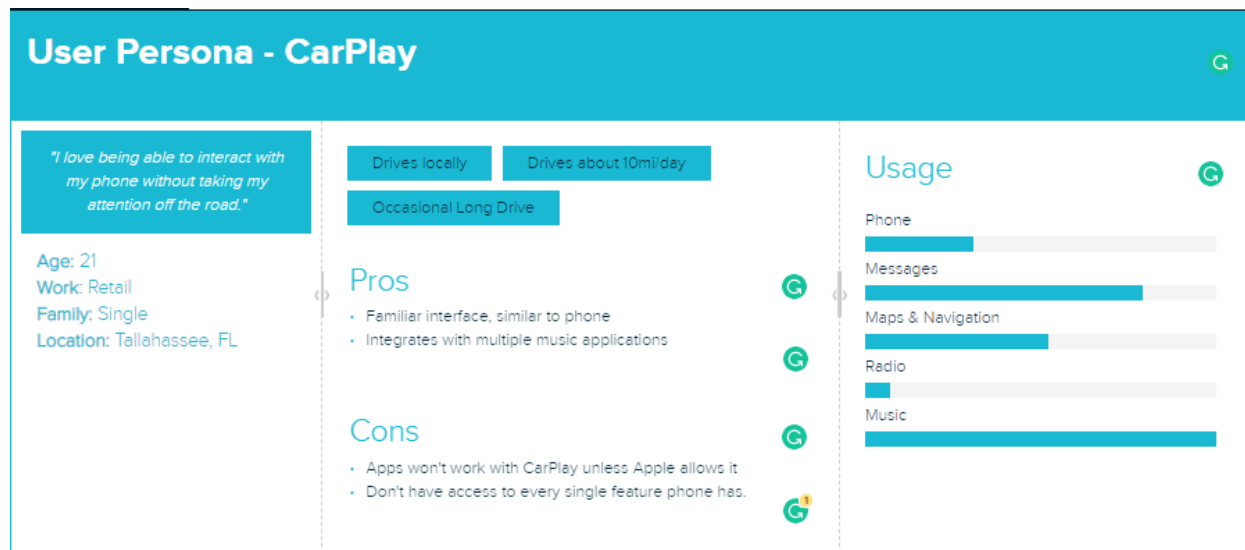 User Persona - CarPlay
"I love being able to interact with
my phone without taking my
attention off the road."
Age: 21
Work: Retail
Family: Single
Location: Tallahassee, FL
Drives locally
Drives about 10mi/day
Occasional Long Drive
Pros
• Familiar interface, similar to phone
• Integrates with multiple music applications
Cons
• Apps won't work with CarPlay unless Apple allows it
• Don't have access to every single feature phone has.
1
Usage
Phone
Messages
Maps & Navigation
Radio
Music